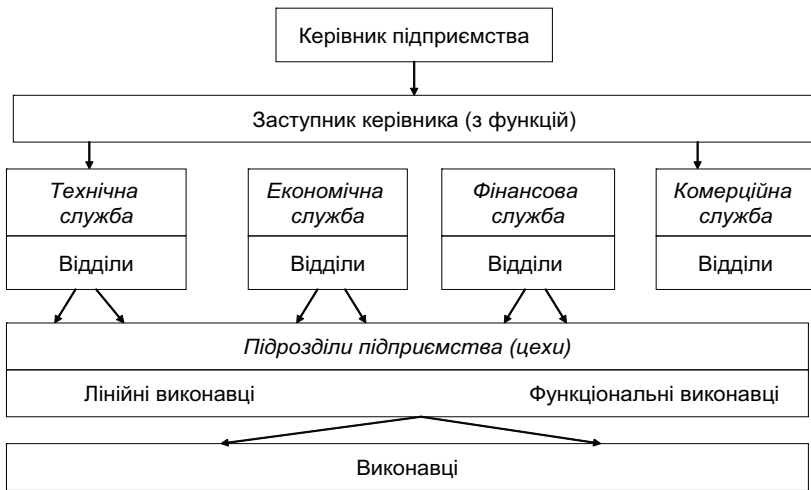 Керівник підприємства
Заступник керівника (з функцій)
Технічна
служба
Відділи
Економічна
служба
Відділи
Фінансова
служба
Відділи
Комерційна
служба
Відділи
Підрозділи підприємства (цехи)
Лінійні виконавці
Функціональні виконавці
Виконавці